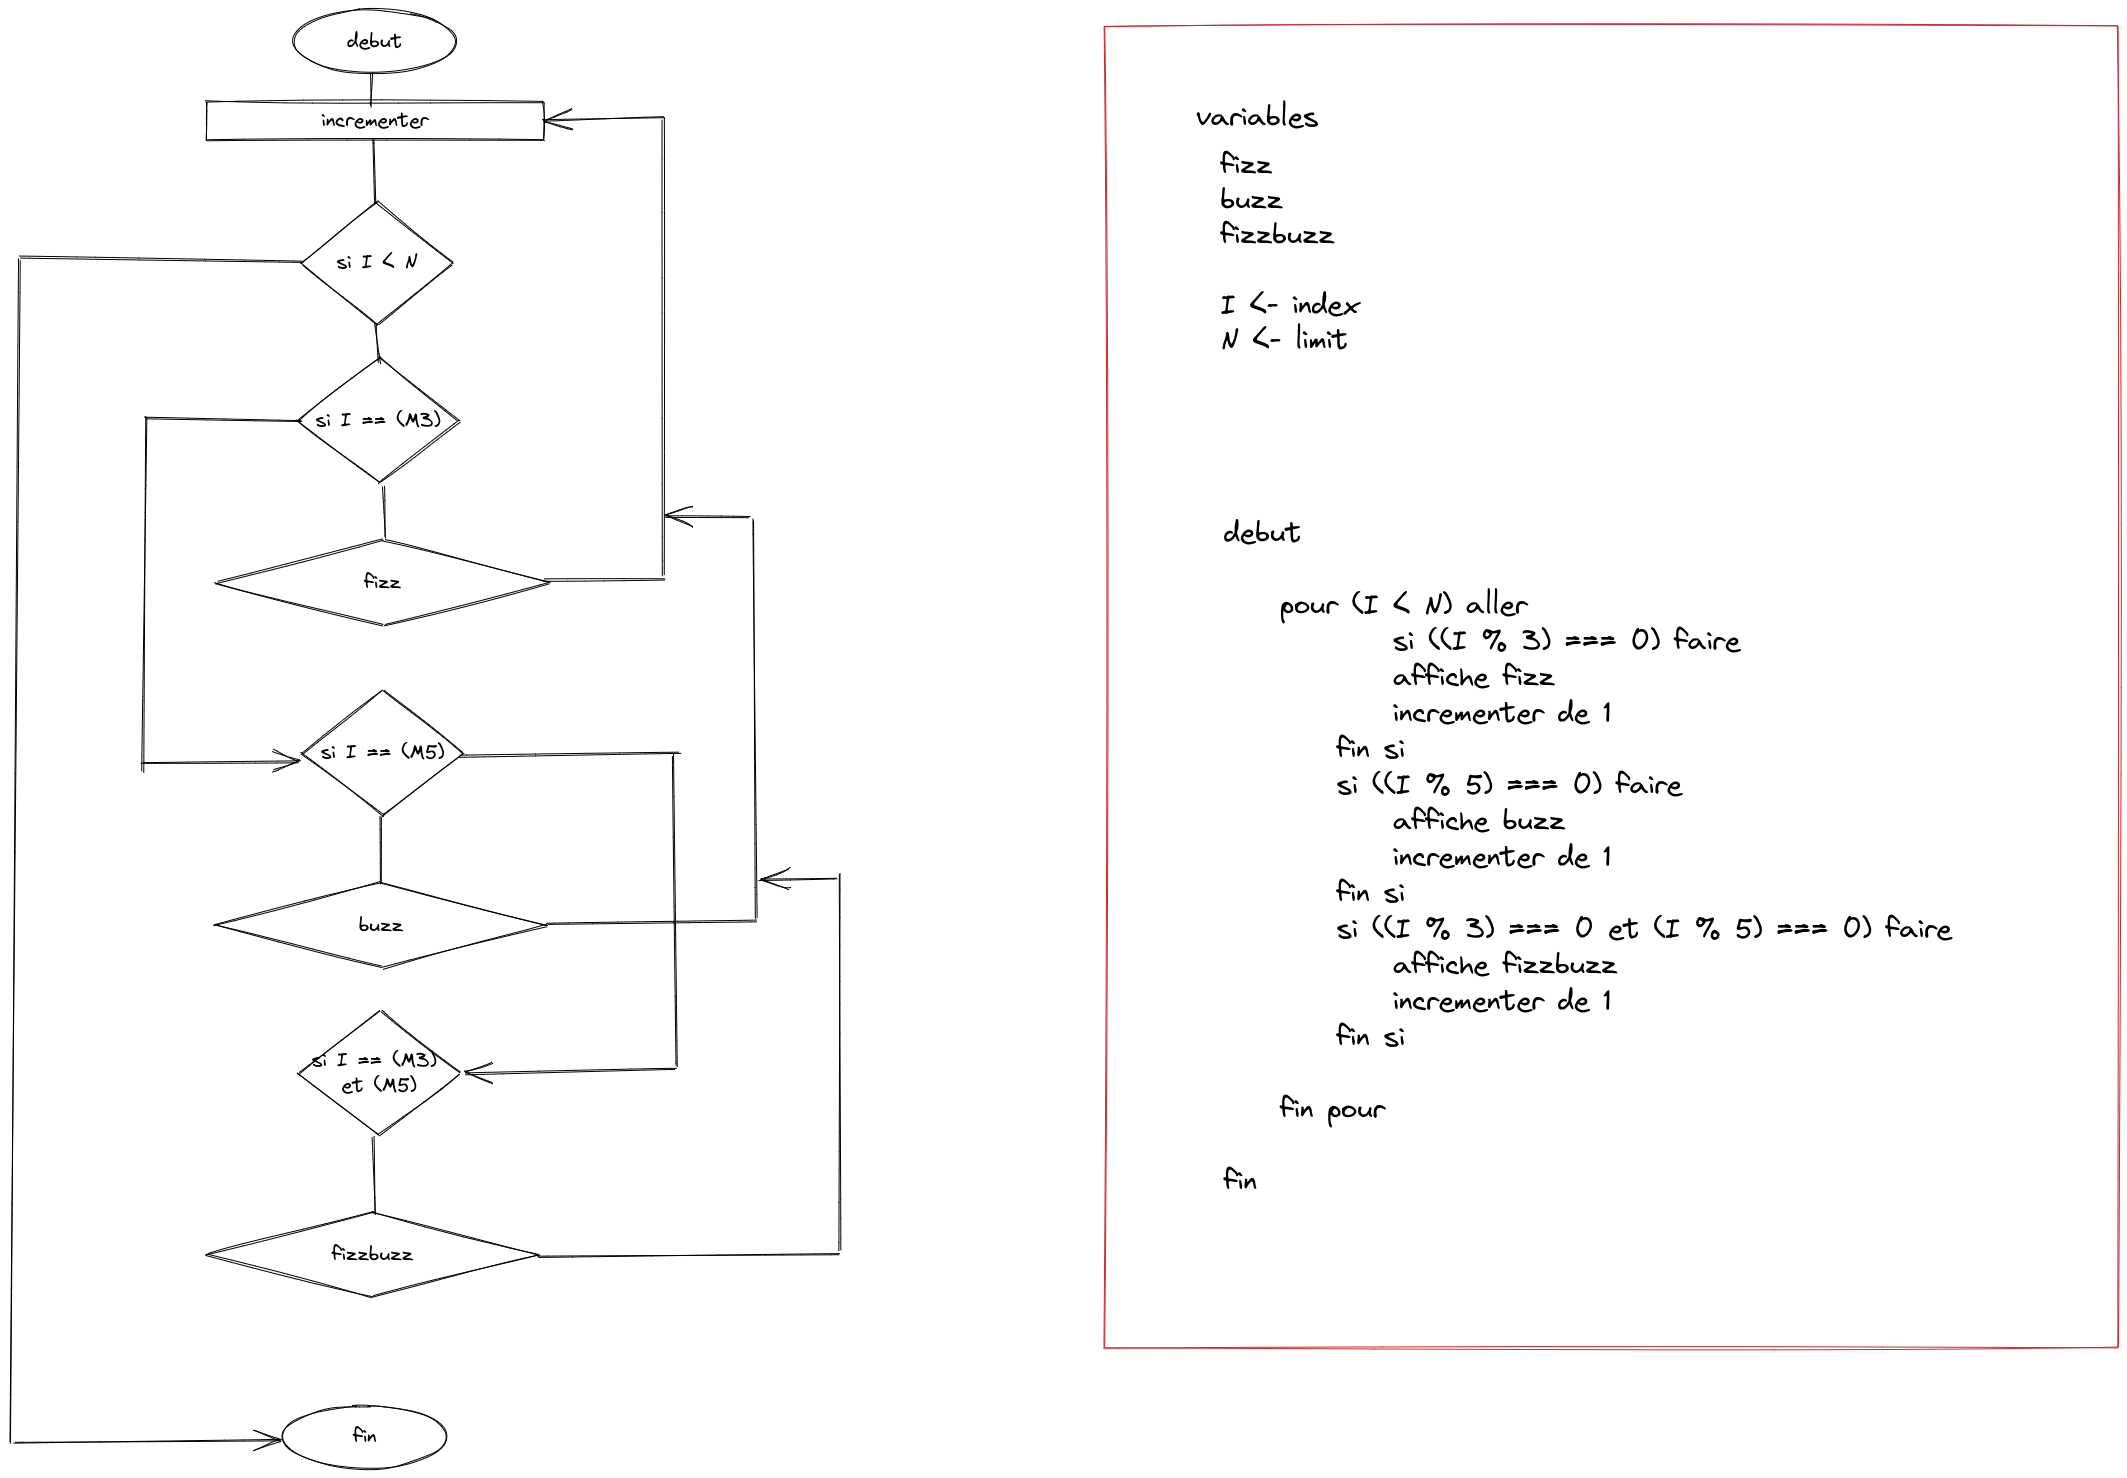 debut
incrementer
si I < N
si I == (M3)
fizz
si I == (M5)
buzz
si I == (M3)
et (M5)
fizzbuzz
fin
variables
fizz
buzz
fizzbuzz
I <- index
N <- limit
debut
pour (I < N) aller
si ((I % 3) === 0) faire
affiche fizz
incrementer de 1
fin si
si ((I % 5) === 0) faire
affiche buzz
incrementer de 1
fin si
si ((I % 3) === 0 et (I % 5) === 0) faire
affiche fizzbuzz
incrementer de 1
fin si
fin pour
fin